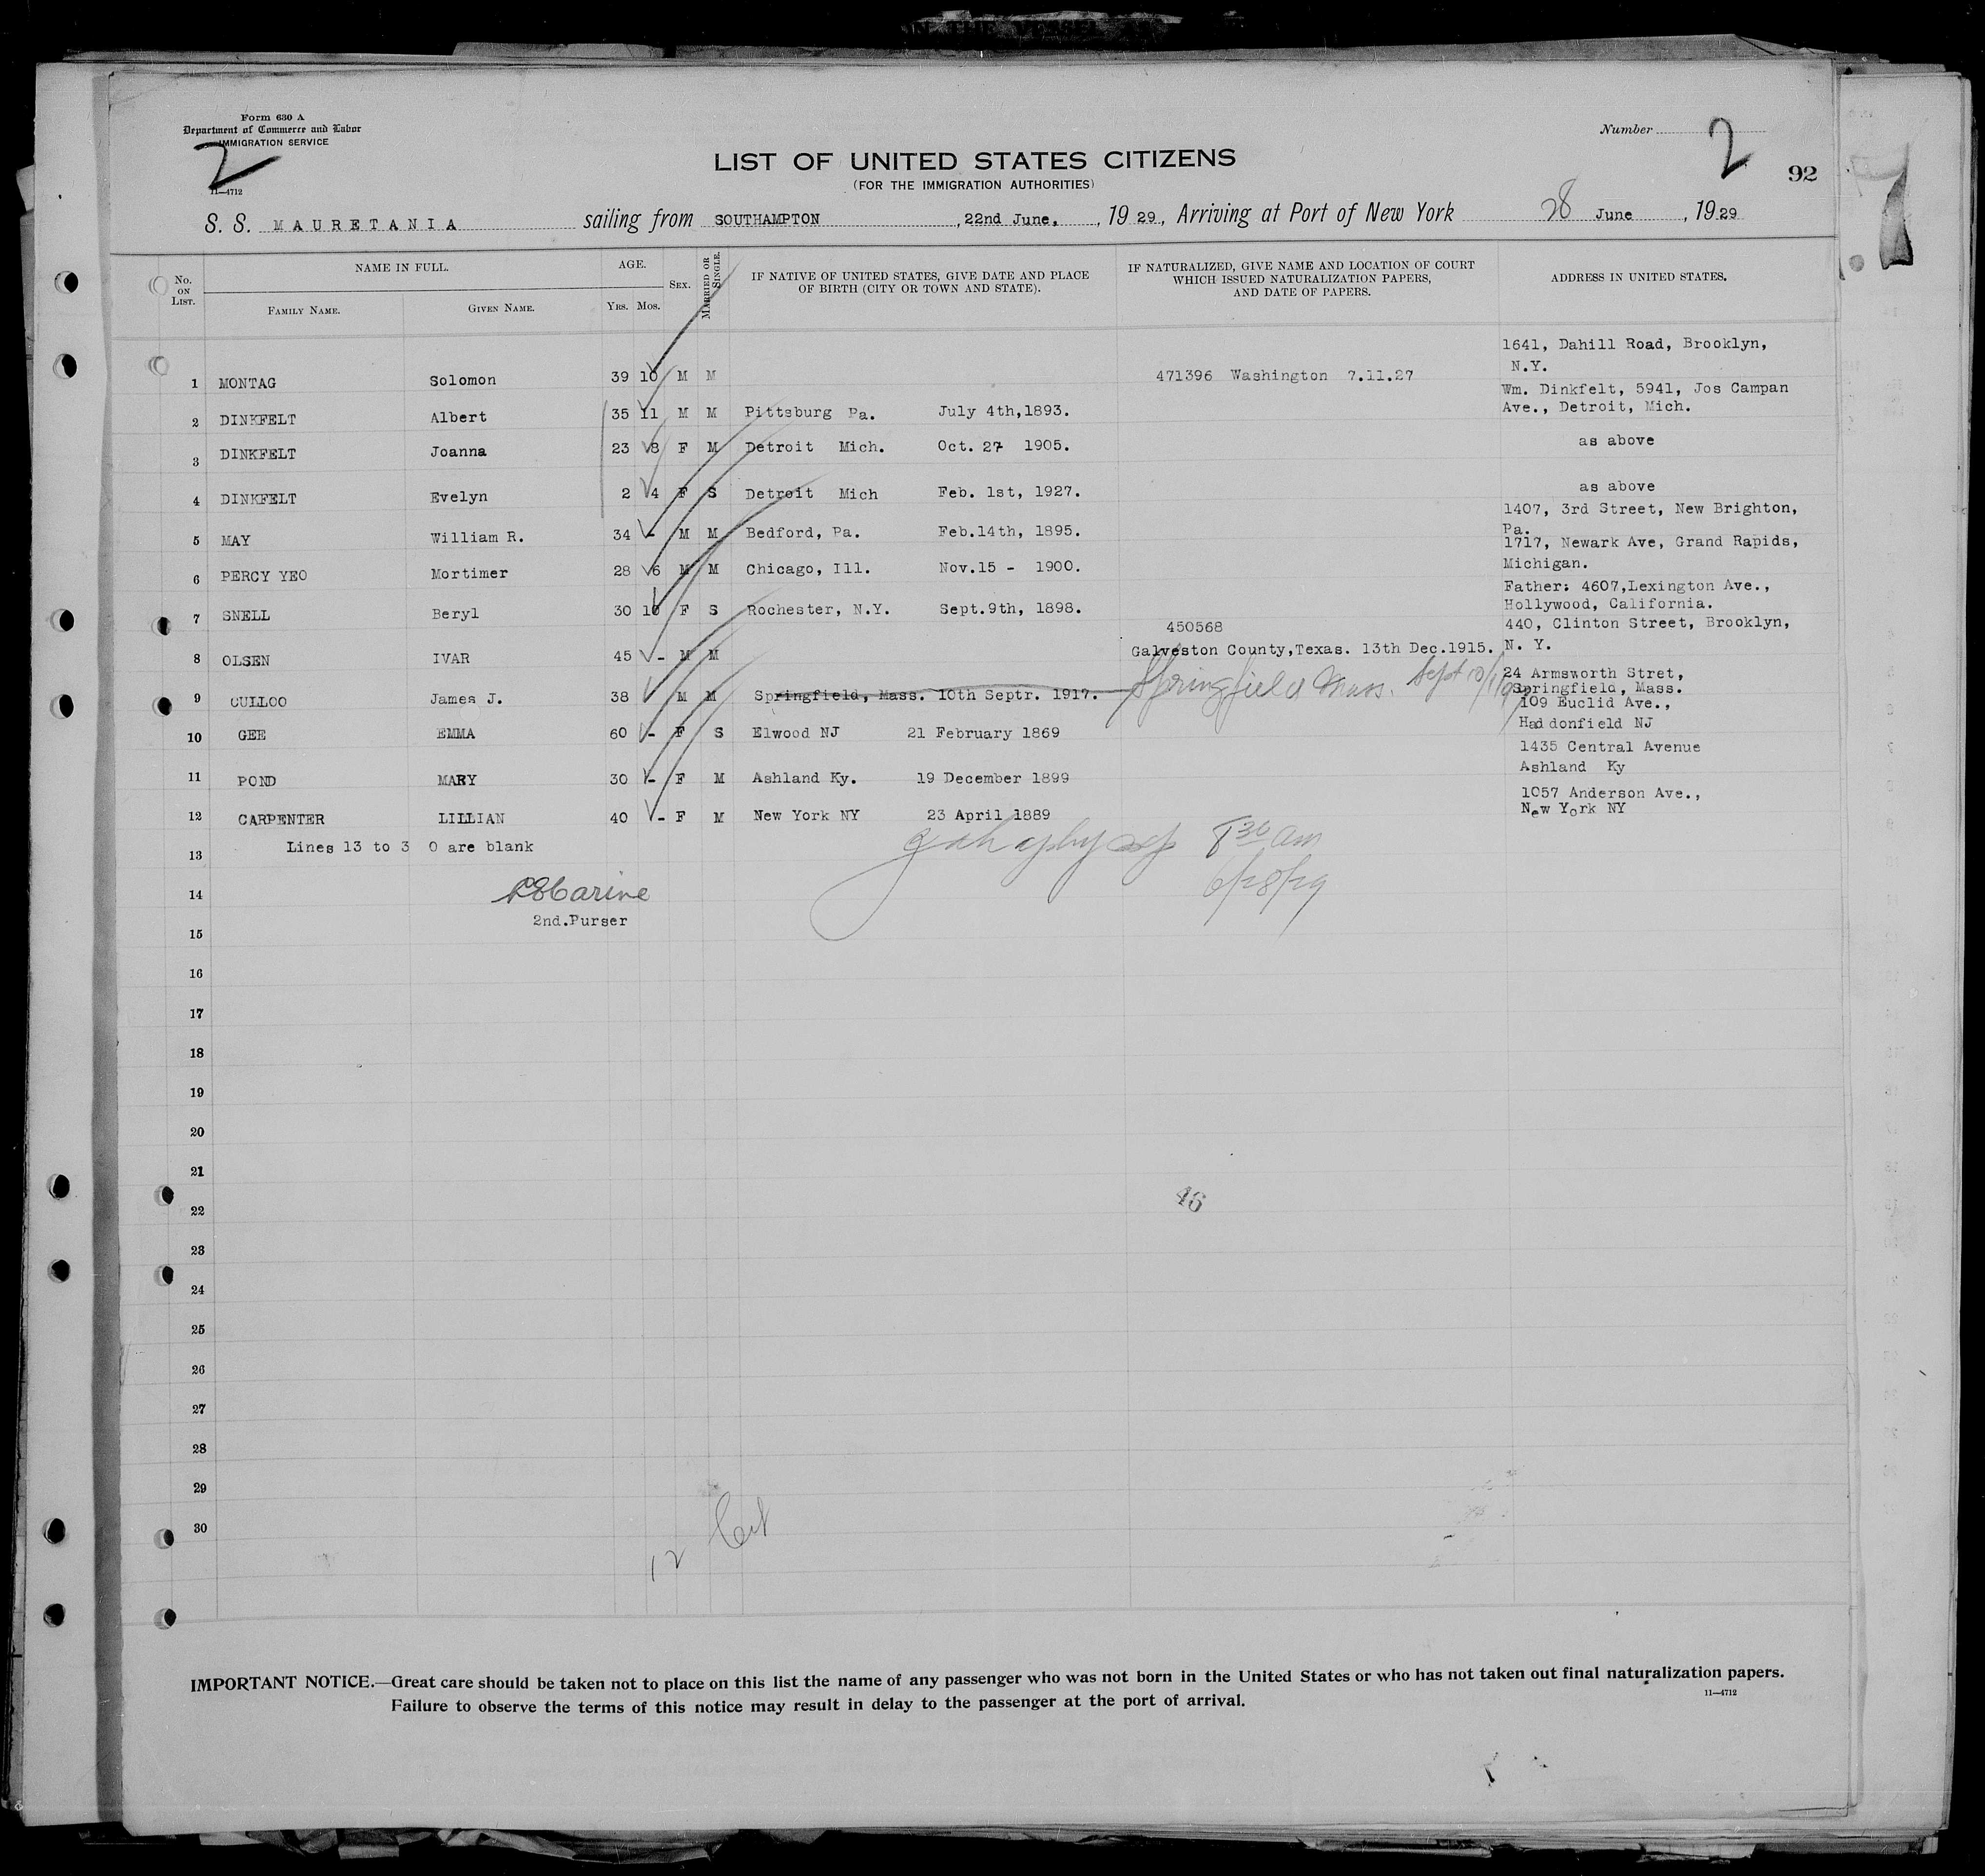 Form 630 A
Department of Commerce and Labor
IMMIGRATION SERVICE
2
11—4712
Number 2
92
LIST OF UNITED STATES CITIZENS
(FOR THE IMMIGRATION AUTHORITIES)
S. S. MAURETANIA sailing from SOUTHAMPTON, 22nd June, , 19 29, Arriving at Port of New York 28 June , 19 29
No. ON LIST. NAME IN FULL. FAMILY NAME. GIVEN NAME. AGE. YRS. MOS. SEX. MARRIED OR SINGLE. IF NATIVE OF UNITED STATES, GIVE DATE AND PLACE OF BIRTH (CITY OR TOWN AND STATE). IF NATURALIZED, GIVE NAME AND LOCATION OF COURT WHICH ISSUED NATURALIZATION PAPERS, AND DATE OF PAPERS. ADDRESS IN UNITED STATES.
1 MONTAG Solomon 39 10 M M 471396 Washington 7.11.27 1641, Dahill Road, Brooklyn, N.Y.
2 DINKFELT Albert 35 11 M M Pittsburg Pa. July 4th,1893. Wm. Dinkfelt, 5941, Jos Campan Ave., Detroit, Mich.
3 DINKFELT Joanna 23 8 F M Detroit Mich. Oct. 27 1905. as above
4 DINKFELT Evelyn 2 4 F S Detroit Mich Feb. 1st, 1927. as above
5 MAY William R. 34 - M M Bedford, Pa. Feb.14th, 1895. 1407, 3rd Street, New Brighton, Pa.
6 PERCY YEO Mortimer 28 6 M M Chicago, Ill. Nov.15 - 1900. 1717, Newark Ave, Grand Rapids, Michigan.
7 SNELL Beryl 30 10 F S Rochester, N.Y. Sept.9th, 1898. Father: 4607,Lexington Ave., Hollywood, California.
8 OLSEN IVAR 45 - M M 450568 Galveston County,Texas. 13th Dec.1915. 440, Clinton Street, Brooklyn, N. Y.
9 CULLOO James J. 38 M M Springfield, Mass. 10th Septr. 1917. Springfield Mass. Sept 10/1917 24 Armsworth Stret, Springfield, Mass.
10 GEE EMMA 60 - F S Elwood NJ 21 February 1869 109 Euclid Ave., Haddonfield NJ
11 POND MARY 30 - F M Ashland Ky. 19 December 1899 1435 Central Avenue Ashland Ky
12 CARPENTER LILLIAN 40 - F M New York NY 23 April 1889 1057 Anderson Ave., New York NY
13 Lines 13 to 3 0 are blank
8 30 am
6/28/29
14
2nd.Purser
15
16
17
18
19
20
21
22
46
23
24
25
26
27
28
29
30
12
IMPORTANT NOTICE.—Great care should be taken not to place on this list the name of any passenger who was not born in the United States or who has not taken out final naturalization papers.
Failure to observe the terms of this notice may result in delay to the passenger at the port of arrival.
11—4712